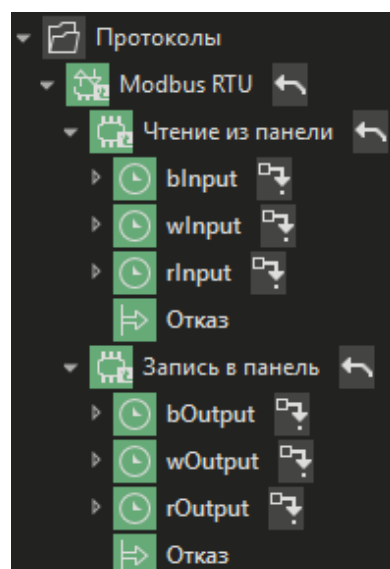 Протоколы
Modbus RTU
Чтение из панели
bInput
wInput
rInput
Отказ
Запись в панель
bOutput
wOutput
rOutput
Отказ